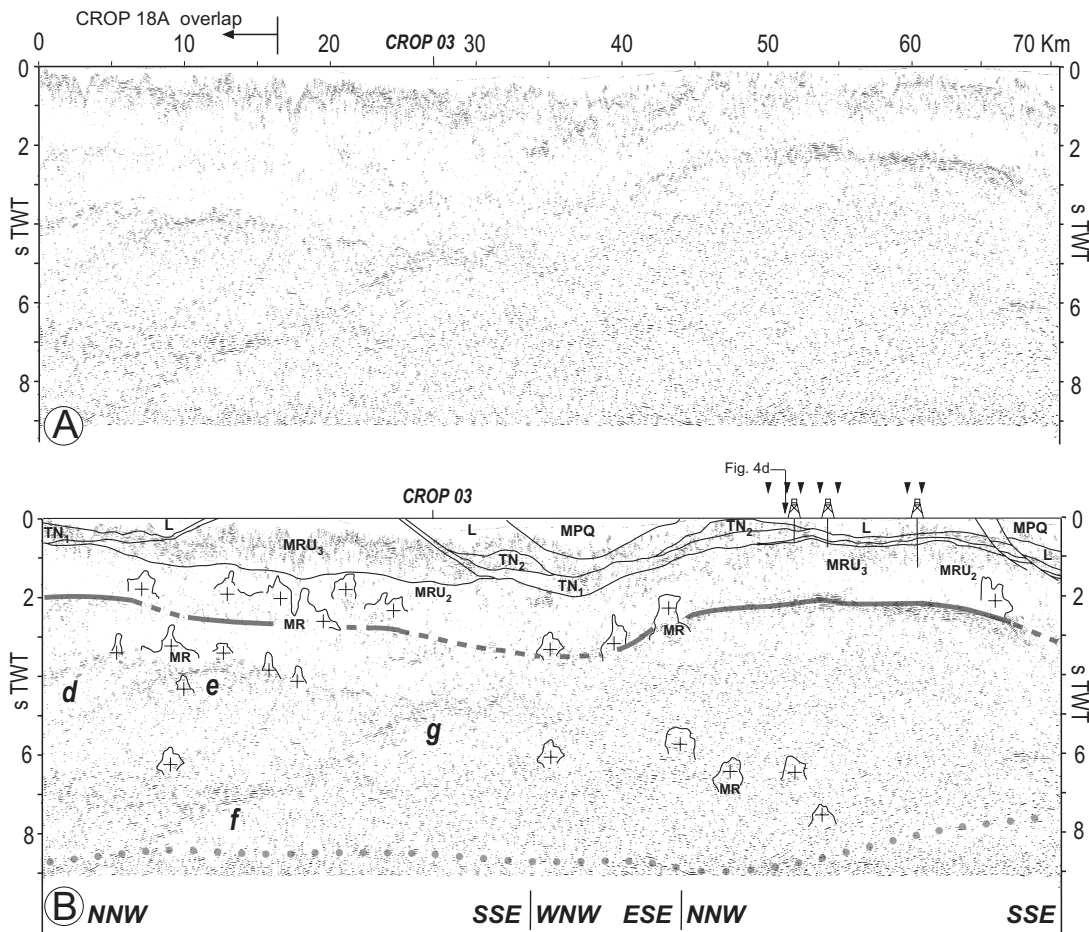 CROP 18A overlap
0 10 20 CROP 03 30 40 50 60 70 Km
0 0
2 2
4
s TWT s TWT
6 6
8 8
A
Fig. 4d
CROP 03
0 TN1 L L MPQ TN2 L MPQ 0
MRU3 TN2 MRU3 MRU2 L
MRU2 TN1
2 MR MR 2
MR
s TWT s TWT
4 d e 4
g
6 6
MR
f
8 8
B NNW SSE WNW ESE NNW SSE